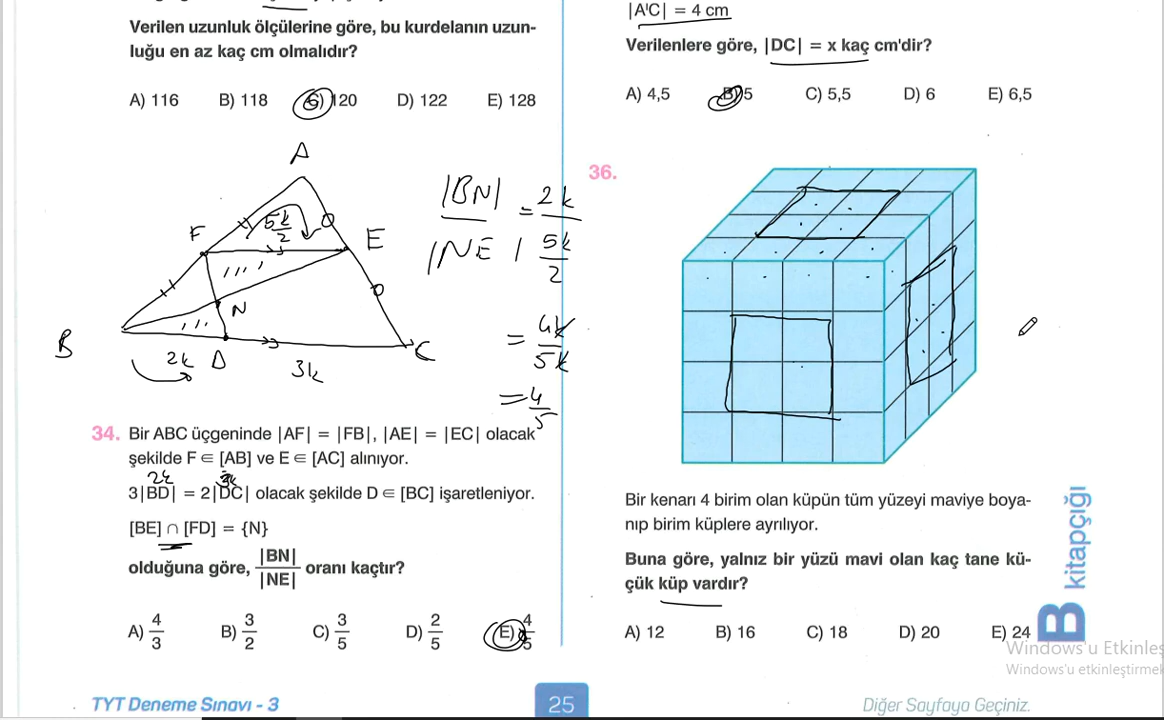 Verilen uzunluk ölçülerine göre, bu kurdelanın uzun-
luğu en az kaç cm olmalıdır?
A) 116 B) 118 C) 120 D) 122 E) 128
A
F
5k/2
E
N
B
2k D 3k C
|BN| / |NE| = 2k / 5k/2
= 4k/5k
= 4/5
34. Bir ABC üçgeninde |AF| = |FB|, |AE| = |EC| olacak
şekilde F ∈ [AB] ve E ∈ [AC] alınıyor.
2k 3k
3|BD| = 2|DC| olacak şekilde D ∈ [BC] işaretleniyor.
[BE] ∩ [FD] = {N}
olduğuna göre, |BN|/|NE| oranı kaçtır?
A) 4/3 B) 3/2 C) 3/5 D) 2/5 E) 4/5
TYT Deneme Sınavı - 3
25
|A'C| = 4 cm
Verilenlere göre, |DC| = x kaç cm'dir?
A) 4,5 B) 5 C) 5,5 D) 6 E) 6,5
36.
Bir kenarı 4 birim olan küpün tüm yüzeyi maviye boya-
nıp birim küplere ayrılıyor.
Buna göre, yalnız bir yüzü mavi olan kaç tane kü-
çük küp vardır?
A) 12 B) 16 C) 18 D) 20 E) 24
B kitapçığı
Windows'u Etkinleş
Windows'u etkinleştirme
Diğer Sayfaya Geçiniz.